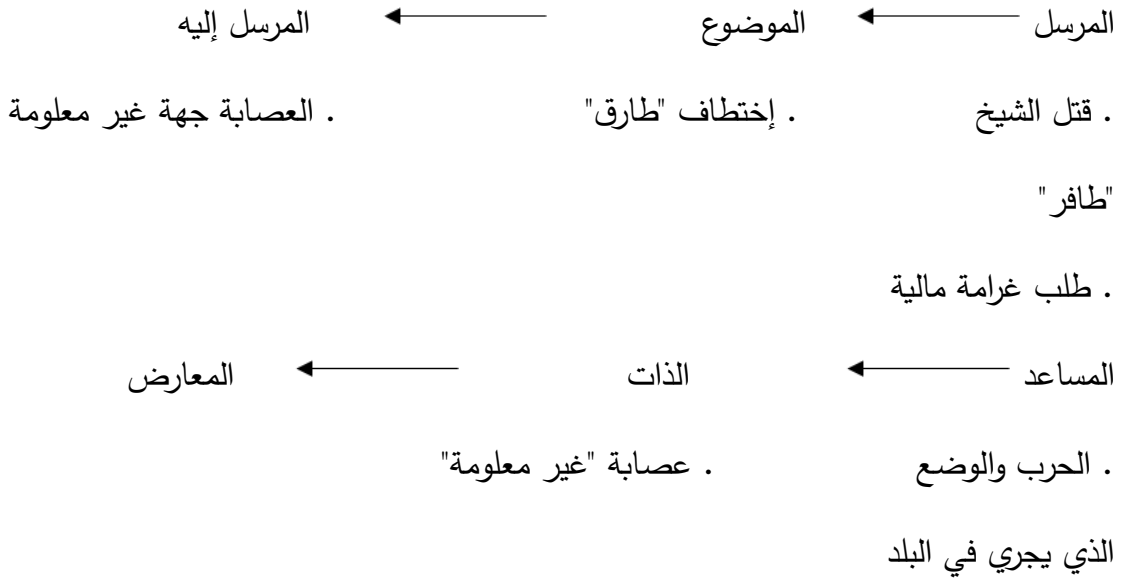 المرسل الموضوع المرسل إليه
. قتل الشيخ . إختطاف "طارق" . العصابة جهة غير معلومة
"طافر"
. طلب غرامة مالية
المساعد الذات المعارض
. الحرب والوضع . عصابة "غير معلومة"
الذي يجري في البلد